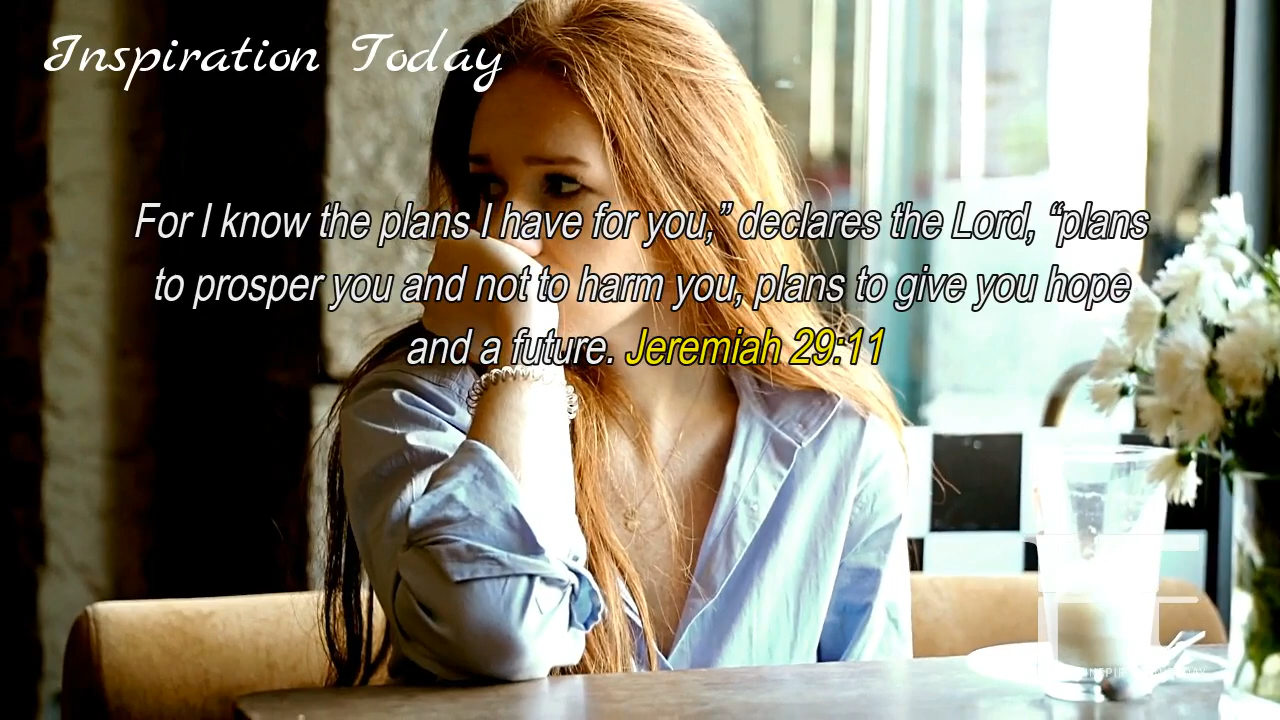 Inspiration Today
For I know the plans I have for you,” declares the Lord, “plans
to prosper you and not to harm you, plans to give you hope
and a future. Jeremiah 29:11